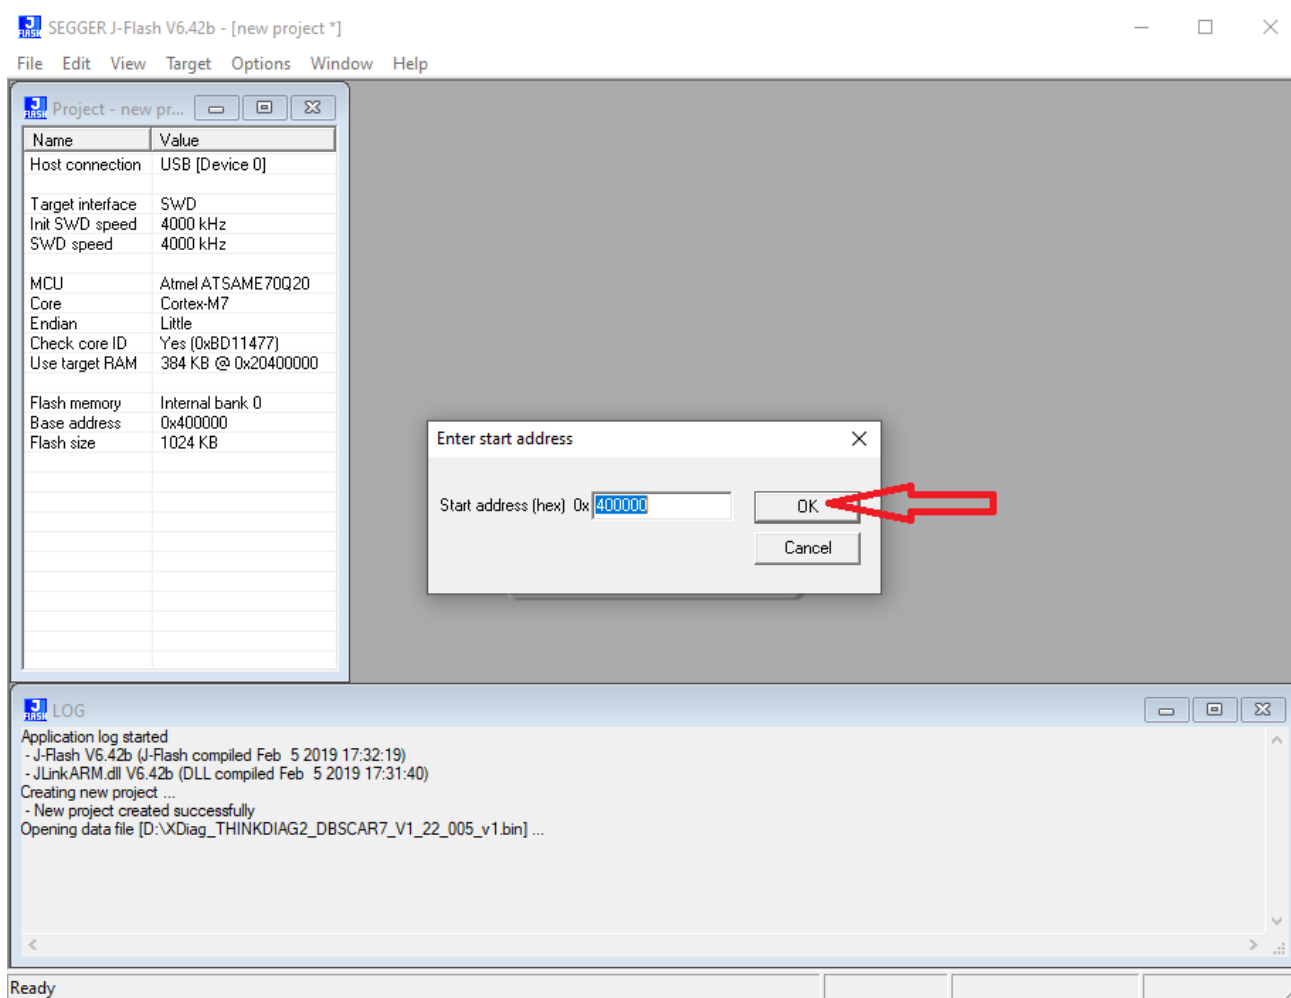 SEGGER J-Flash V6.42b - [new project *]
File Edit View Target Options Window Help
Project - new pr...
Name Value
Host connection USB [Device 0]
Target interface SWD
Init SWD speed 4000 kHz
SWD speed 4000 kHz
MCU Atmel ATSAME70Q20
Core Cortex-M7
Endian Little
Check core ID Yes (0xBD11477)
Use target RAM 384 KB @ 0x20400000
Flash memory Internal bank 0
Base address 0x400000
Flash size 1024 KB
Enter start address
Start address (hex) 0x 400000
OK
Cancel
LOG
Application log started
- J-Flash V6.42b (J-Flash compiled Feb 5 2019 17:32:19)
- JLinkARM.dll V6.42b (DLL compiled Feb 5 2019 17:31:40)
Creating new project ...
- New project created successfully
Opening data file [D:\XDiag_THINKDIAG2_DBSCAR7_V1_22_005_v1.bin] ...
Ready